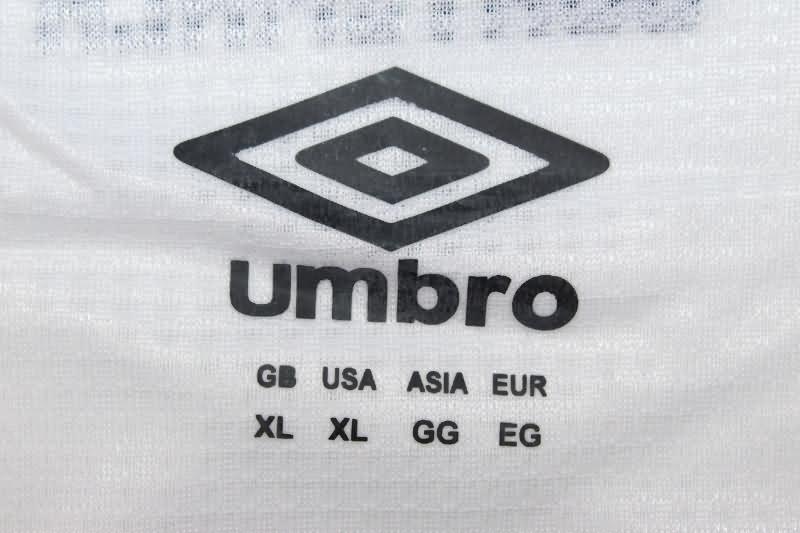 umbro
GB USA ASIA EUR
XL XL GG EG